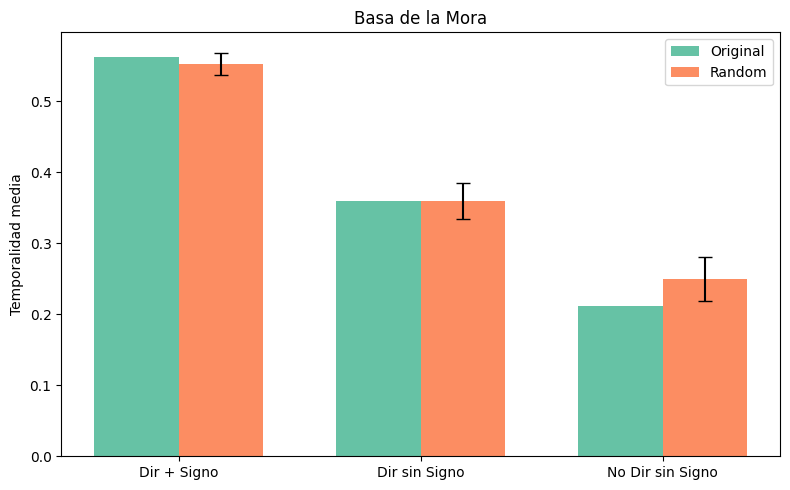 Basa de la Mora
Original
Random
Temporalidad media
0.5
0.4
0.3
0.2
0.1
0.0
Dir + Signo
Dir sin Signo
No Dir sin Signo